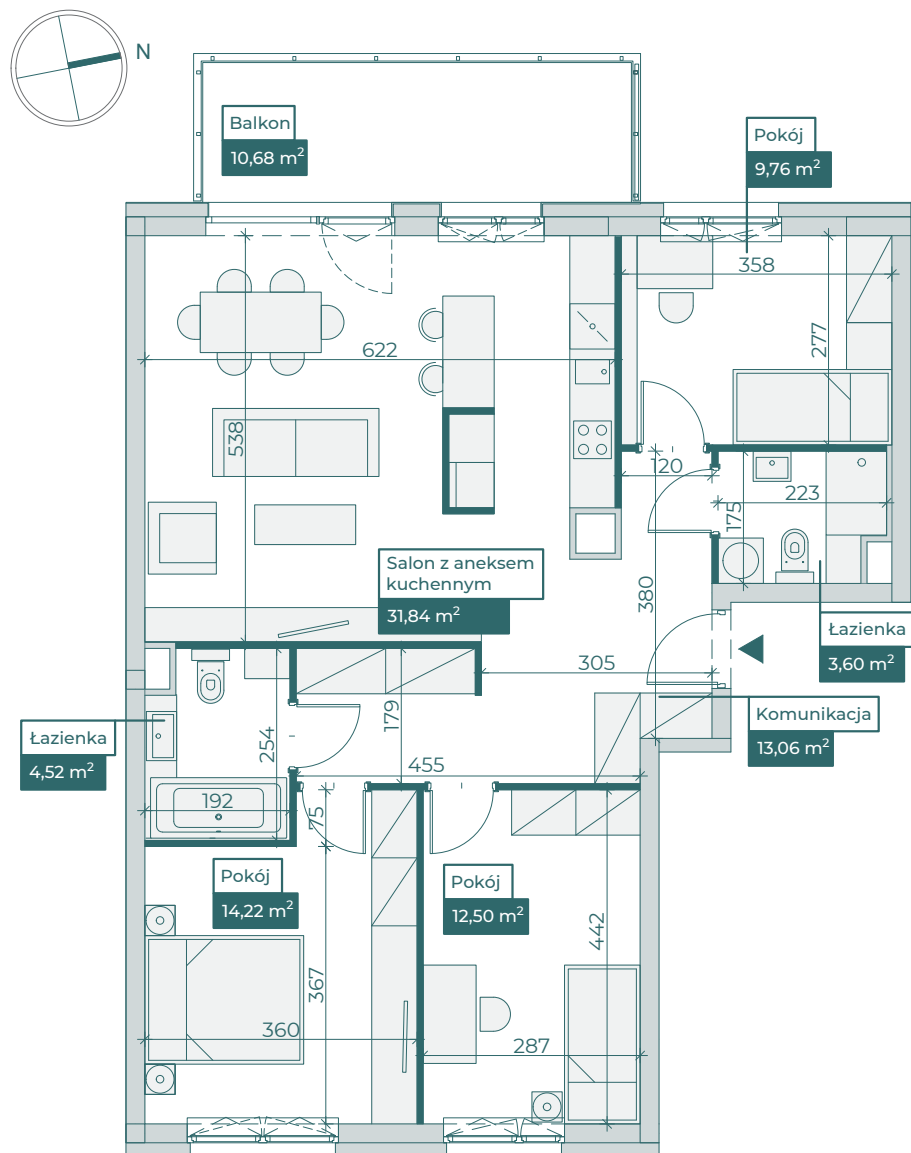 N
Balkon
10,68 m²
Pokój
9,76 m²
358
277
622
538
120
223
175
Salon z aneksem
kuchennym
31,84 m²
380
Łazienka
3,60 m²
305
Komunikacja
13,06 m²
179
Łazienka
4,52 m²
254
455
192
75
Pokój
14,22 m²
Pokój
12,50 m²
442
367
360
287